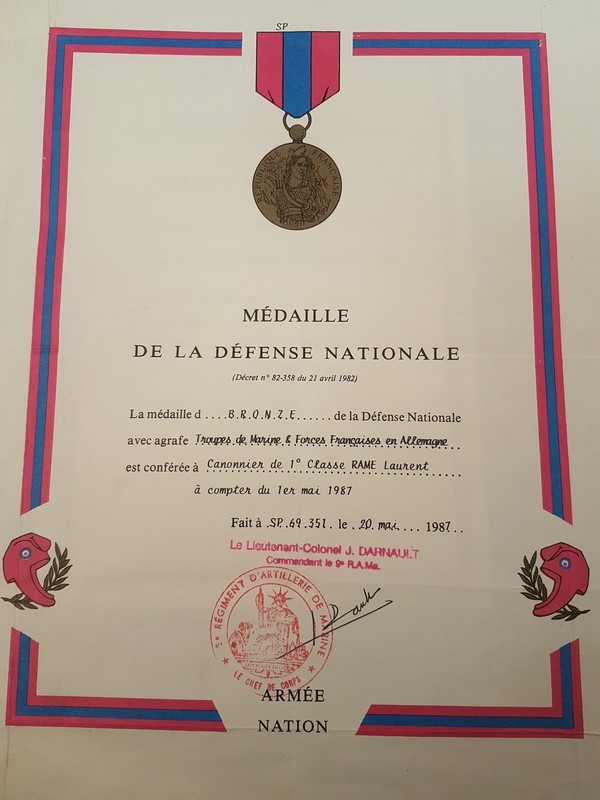 SP
RÉPUBLIQUE FRANÇAISE
MÉDAILLE
DE LA DÉFENSE NATIONALE
(Décret n° 82-358 du 21 avril 1982)
La médaille d ....B.R.O.N.Z.E...... de la Défense Nationale
avec agrafe Troupes de Marine & Forces Françaises en Allemagne
est conférée à Canonnier de 1° Classe RAME Laurent
à compter du 1er mai 1987
Fait à .SP.69.351. le .20.mai.... 1987..
Le Lieutenant-Colonel J. DARNAULT
Commandant le 9e R.A.Ma.
9e RÉGIMENT D'ARTILLERIE DE MARINE
LE CHEF DE CORPS
ARMÉE
NATION